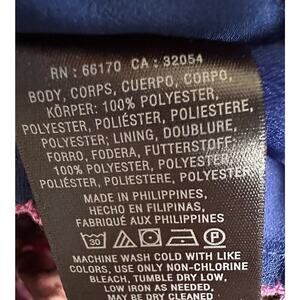 RN : 66170 CA : 32054
BODY, CORPS, CUERPO, CORPO,
KÖRPER: 100% POLYESTER,
POLYESTER, POLIÉSTER, POLIESTERE,
POLYESTER; LINING, DOUBLURE,
FORRO, FODERA, FUTTERSTOFF:
100% POLYESTER, POLYESTER,
POLIÉSTER, POLIESTERE, POLYESTER
MADE IN PHILIPPINES,
HECHO EN FILIPINAS,
FABRIQUÉ AUX PHILIPPINES
30 P
MACHINE WASH COLD WITH LIKE
COLORS, USE ONLY NON-CHLORINE
BLEACH, TUMBLE DRY LOW,
LOW IRON AS NEEDED,
MAY BE DRY CLEANED